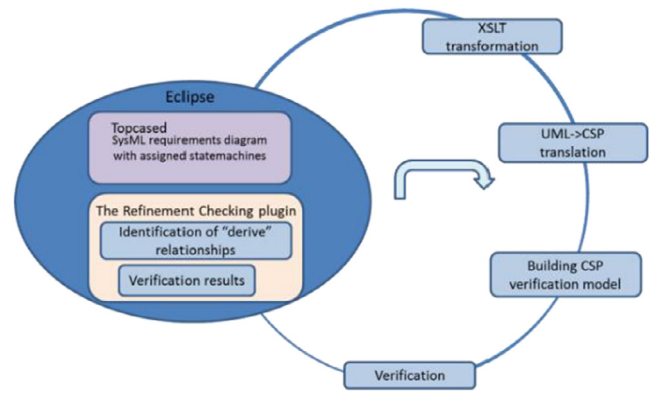 XSLT
transformation
Eclipse
Topcased
SysML requirements diagram
with assigned statemachines
UML->CSP
translation
The Refinement Checking plugin
Identification of “derive”
relationships
Verification results
Building CSP
verification model
Verification